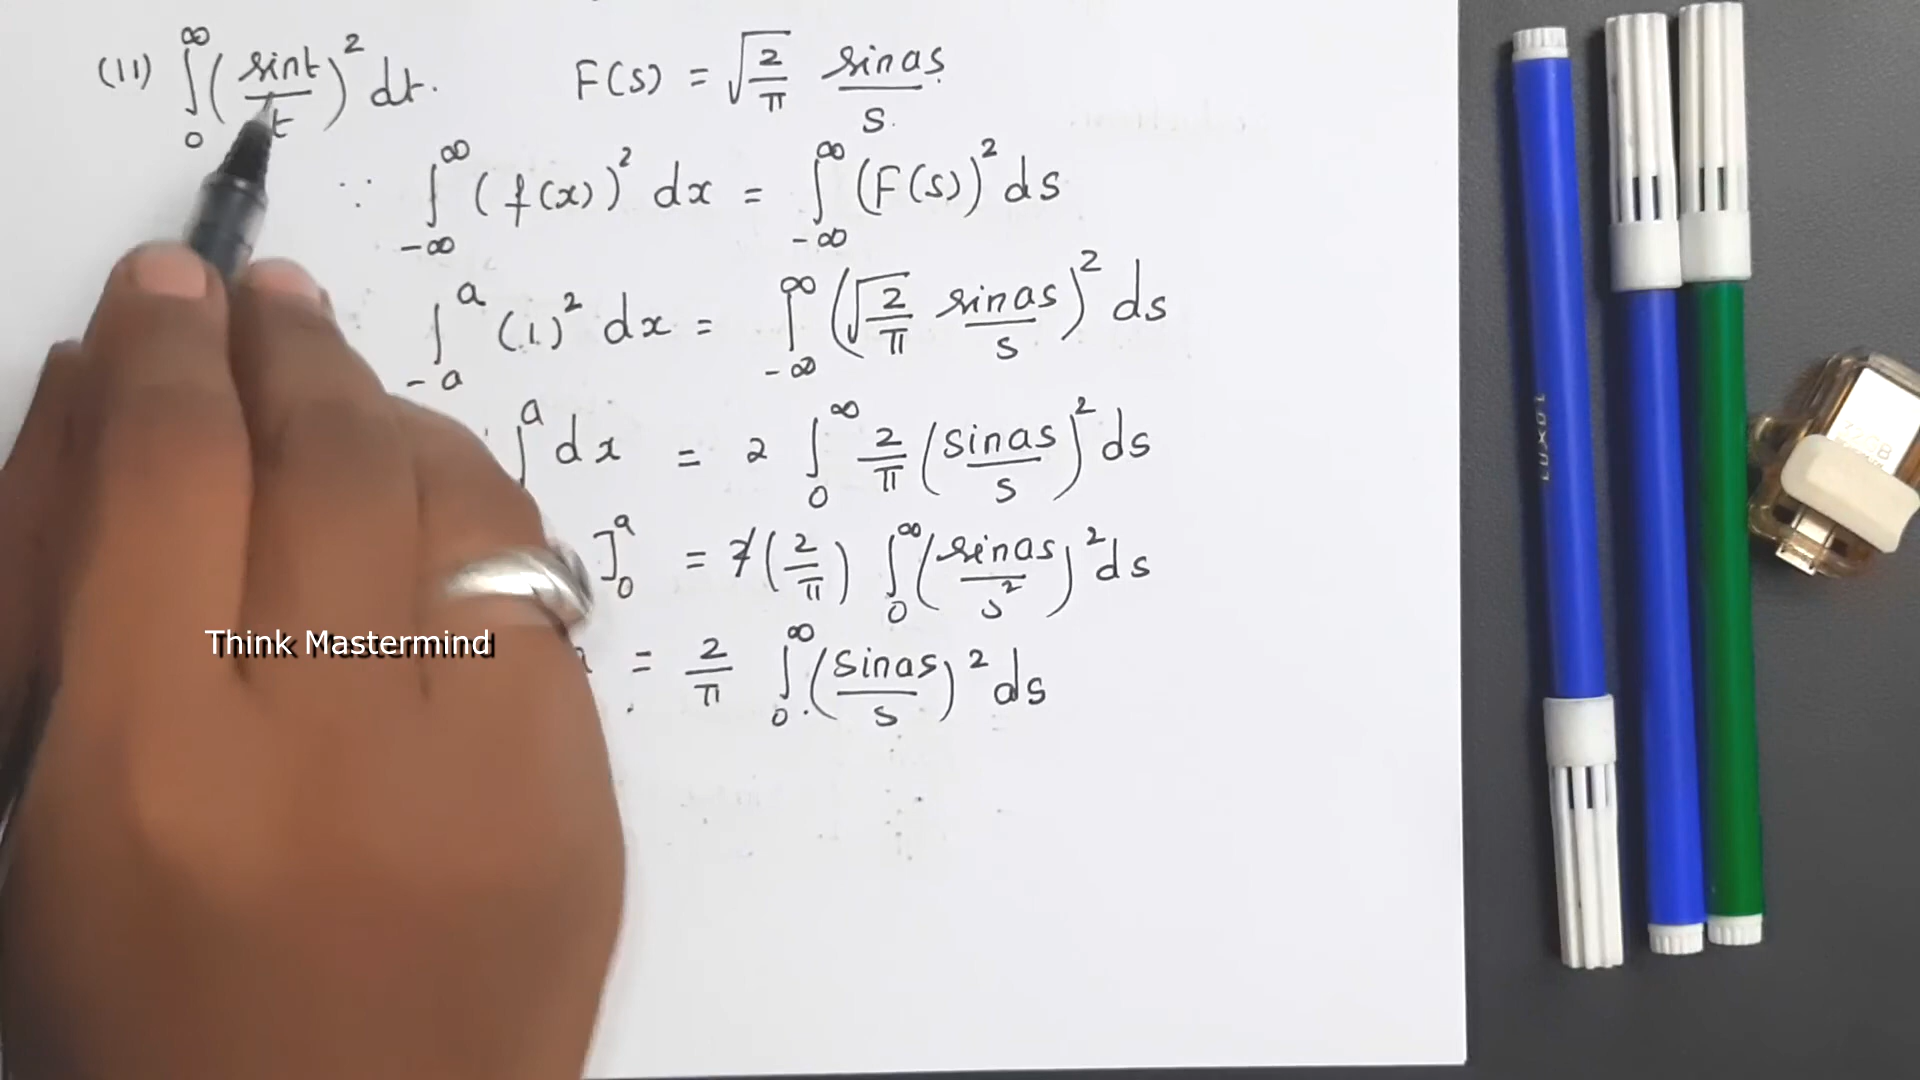 (11) ∫₀^∞ (sint/t)² dt. F(s) = √(2/π) sinas/s.
∵ ∫₋∞^∞ (f(x))² dx = ∫₋∞^∞ (F(s))² ds
∫₋ₐ^a (1)² dx = ∫₋∞^∞ (√(2/π) sinas/s)² ds
∫^a dx = 2 ∫₀^∞ 2/π (sinas/s)² ds
]₀^a = 2(2/π) ∫₀^∞ (sinas/s²)² ds
= 2/π ∫₀^∞ (sinas/s)² ds
Think Mastermind
LUXOR